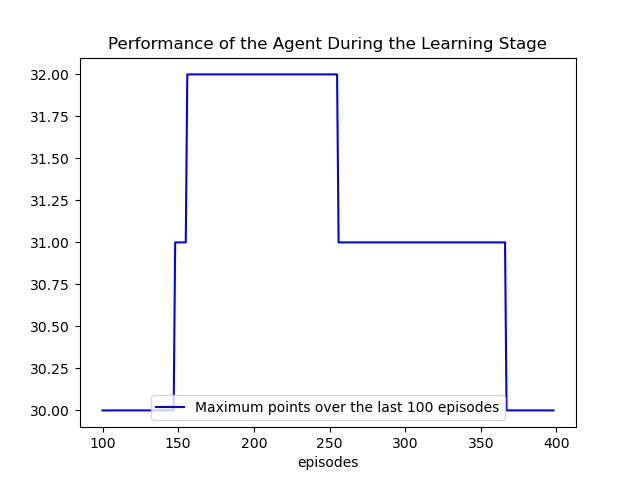 Performance of the Agent During the Learning Stage
32.00
31.75
31.50
31.25
31.00
30.75
30.50
30.25
30.00
Maximum points over the last 100 episodes
100 150 200 250 300 350 400
episodes